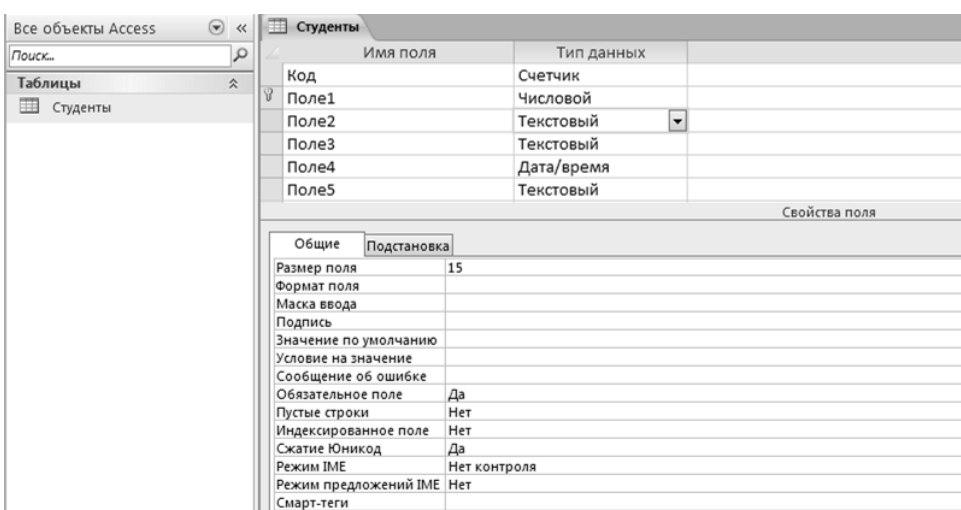 Все объекты Access
Поиск...
Таблицы
Студенты
Студенты
Имя поля Тип данных
Код Счетчик
Поле1 Числовой
Поле2 Текстовый
Поле3 Текстовый
Поле4 Дата/время
Поле5 Текстовый
Свойства поля
Общие Подстановка
Размер поля 15
Формат поля
Маска ввода
Подпись
Значение по умолчанию
Условие на значение
Сообщение об ошибке
Обязательное поле Да
Пустые строки Нет
Индексированное поле Нет
Сжатие Юникод Да
Режим IME Нет контроля
Режим предложений IME Нет
Смарт-теги